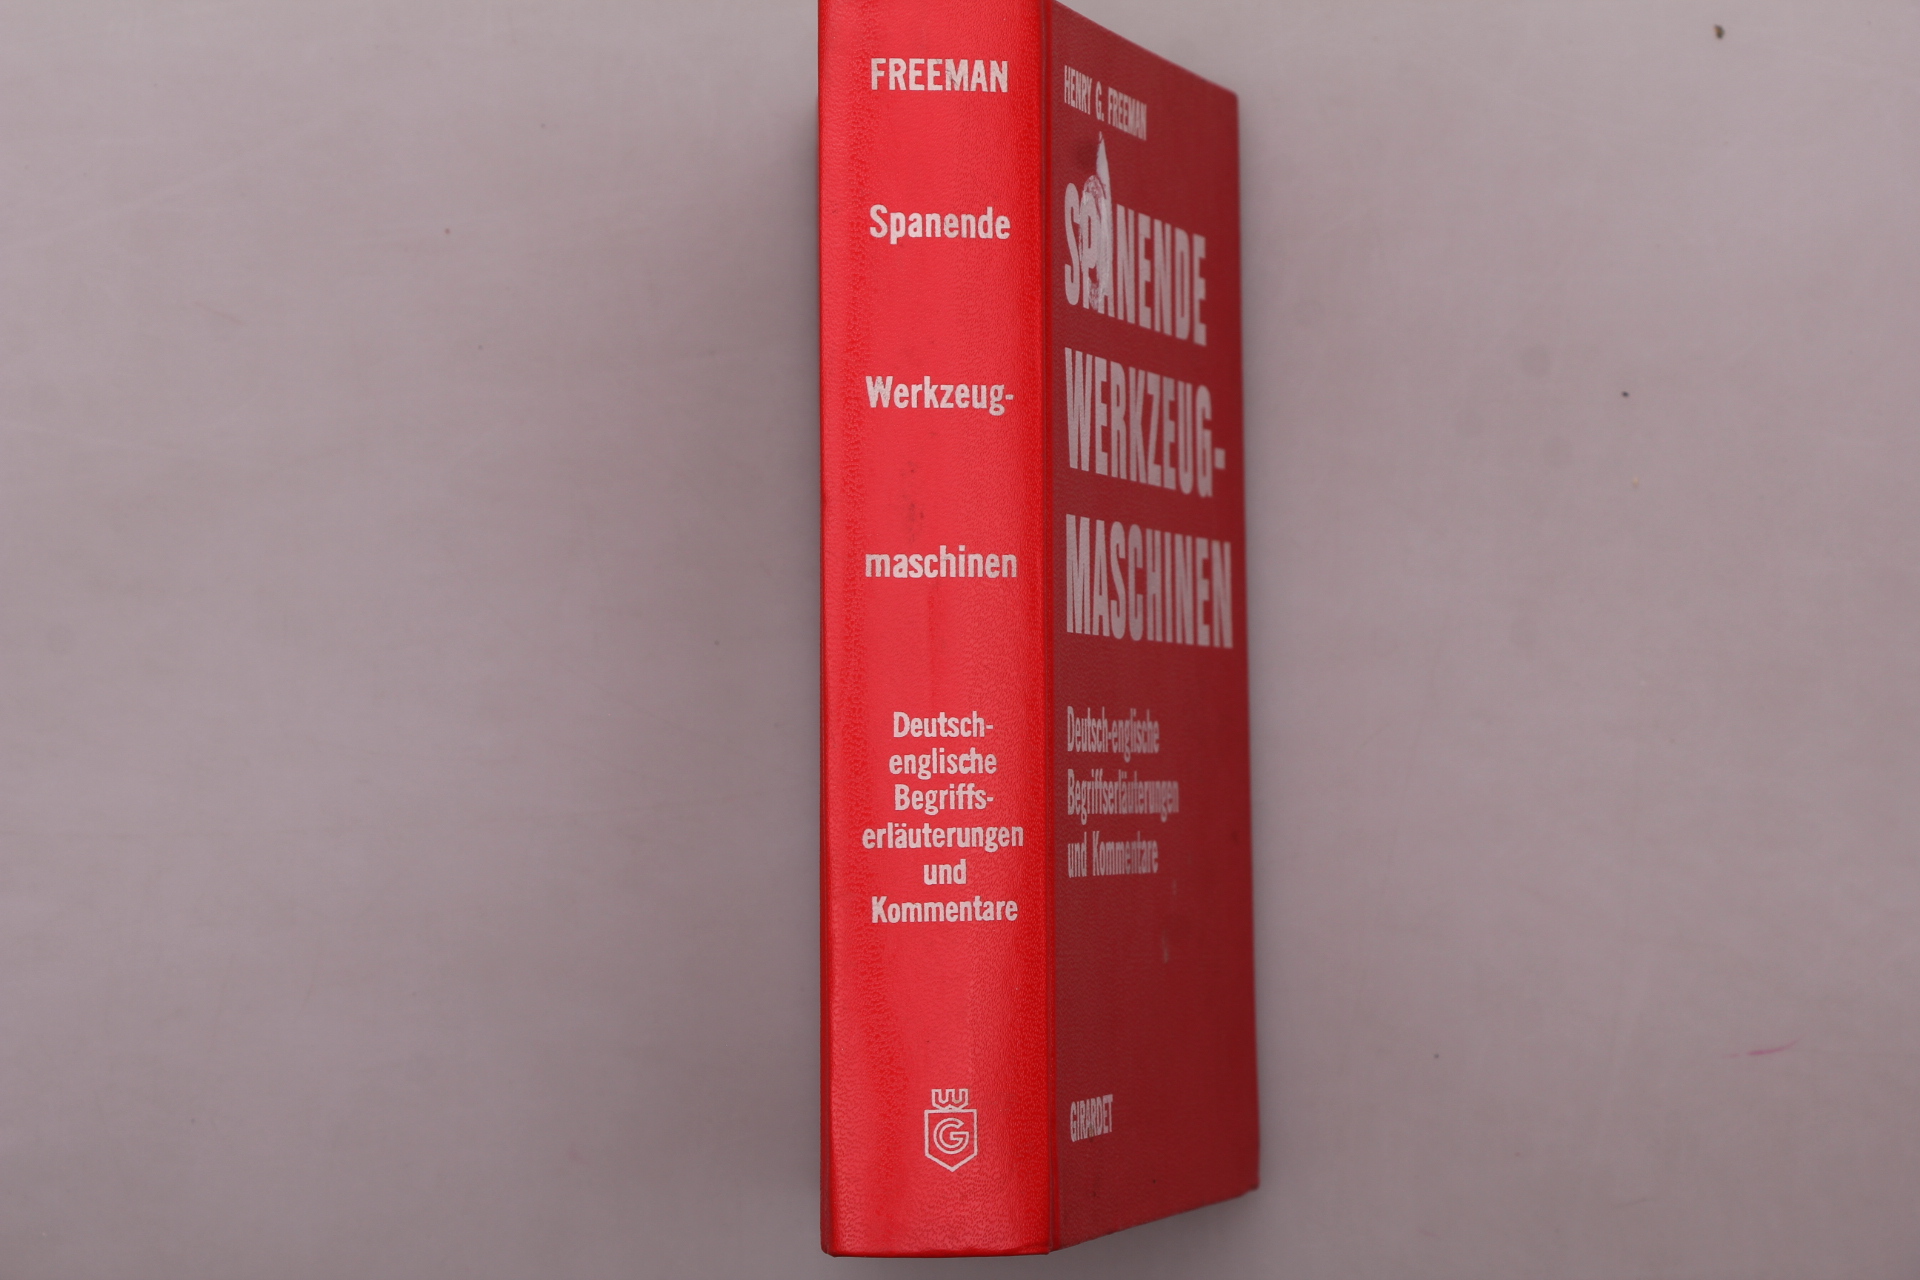 FREEMAN
Spanende
Werkzeug-
maschinen
Deutsch-
englische
Begriffs-
erläuterungen
und
Kommentare
G
HENRY G. FREEMAN
SPANENDE
WERKZEUG-
MASCHINEN
Deutsch-englische
Begriffserläuterungen
und Kommentare
GIRARDET